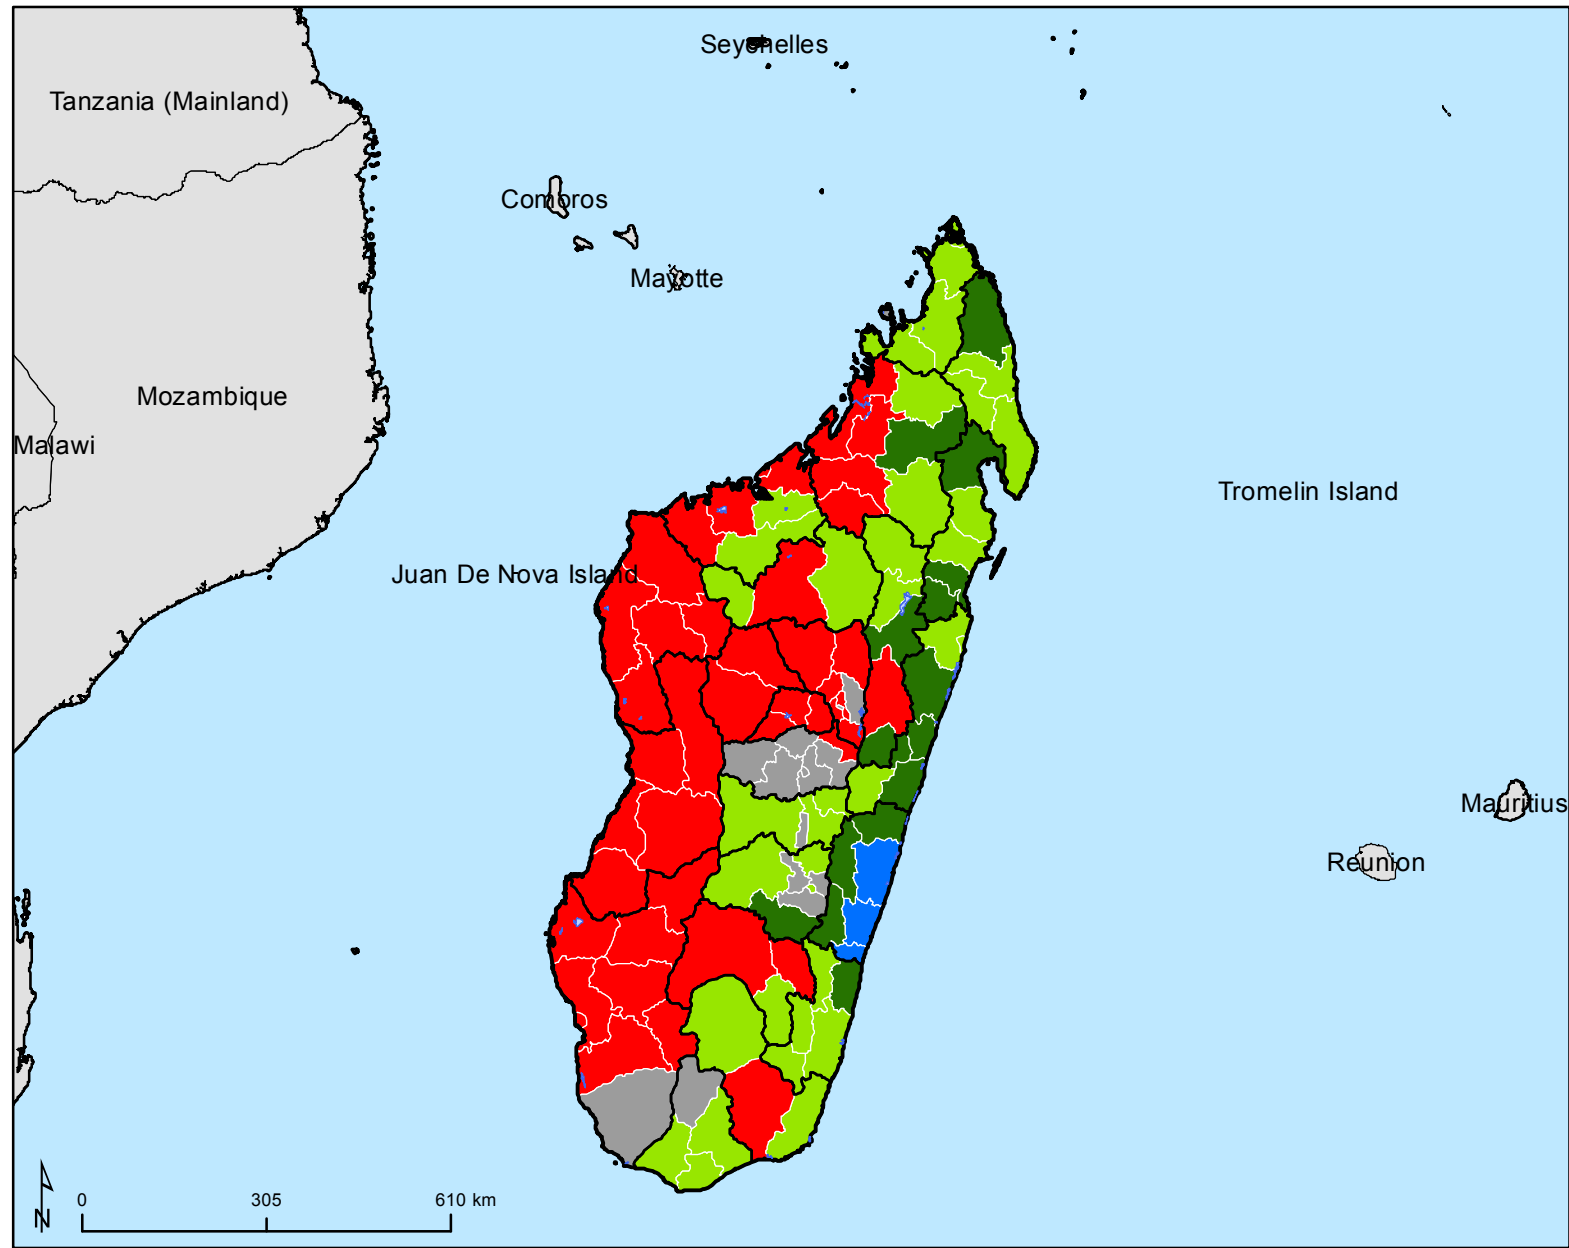 Seychelles
Tanzania (Mainland)
Comoros
Mayotte
Mozambique
Malawi
Tromelin Island
Juan De Nova Island
Mauritius
Reunion
N
0 305 610 km